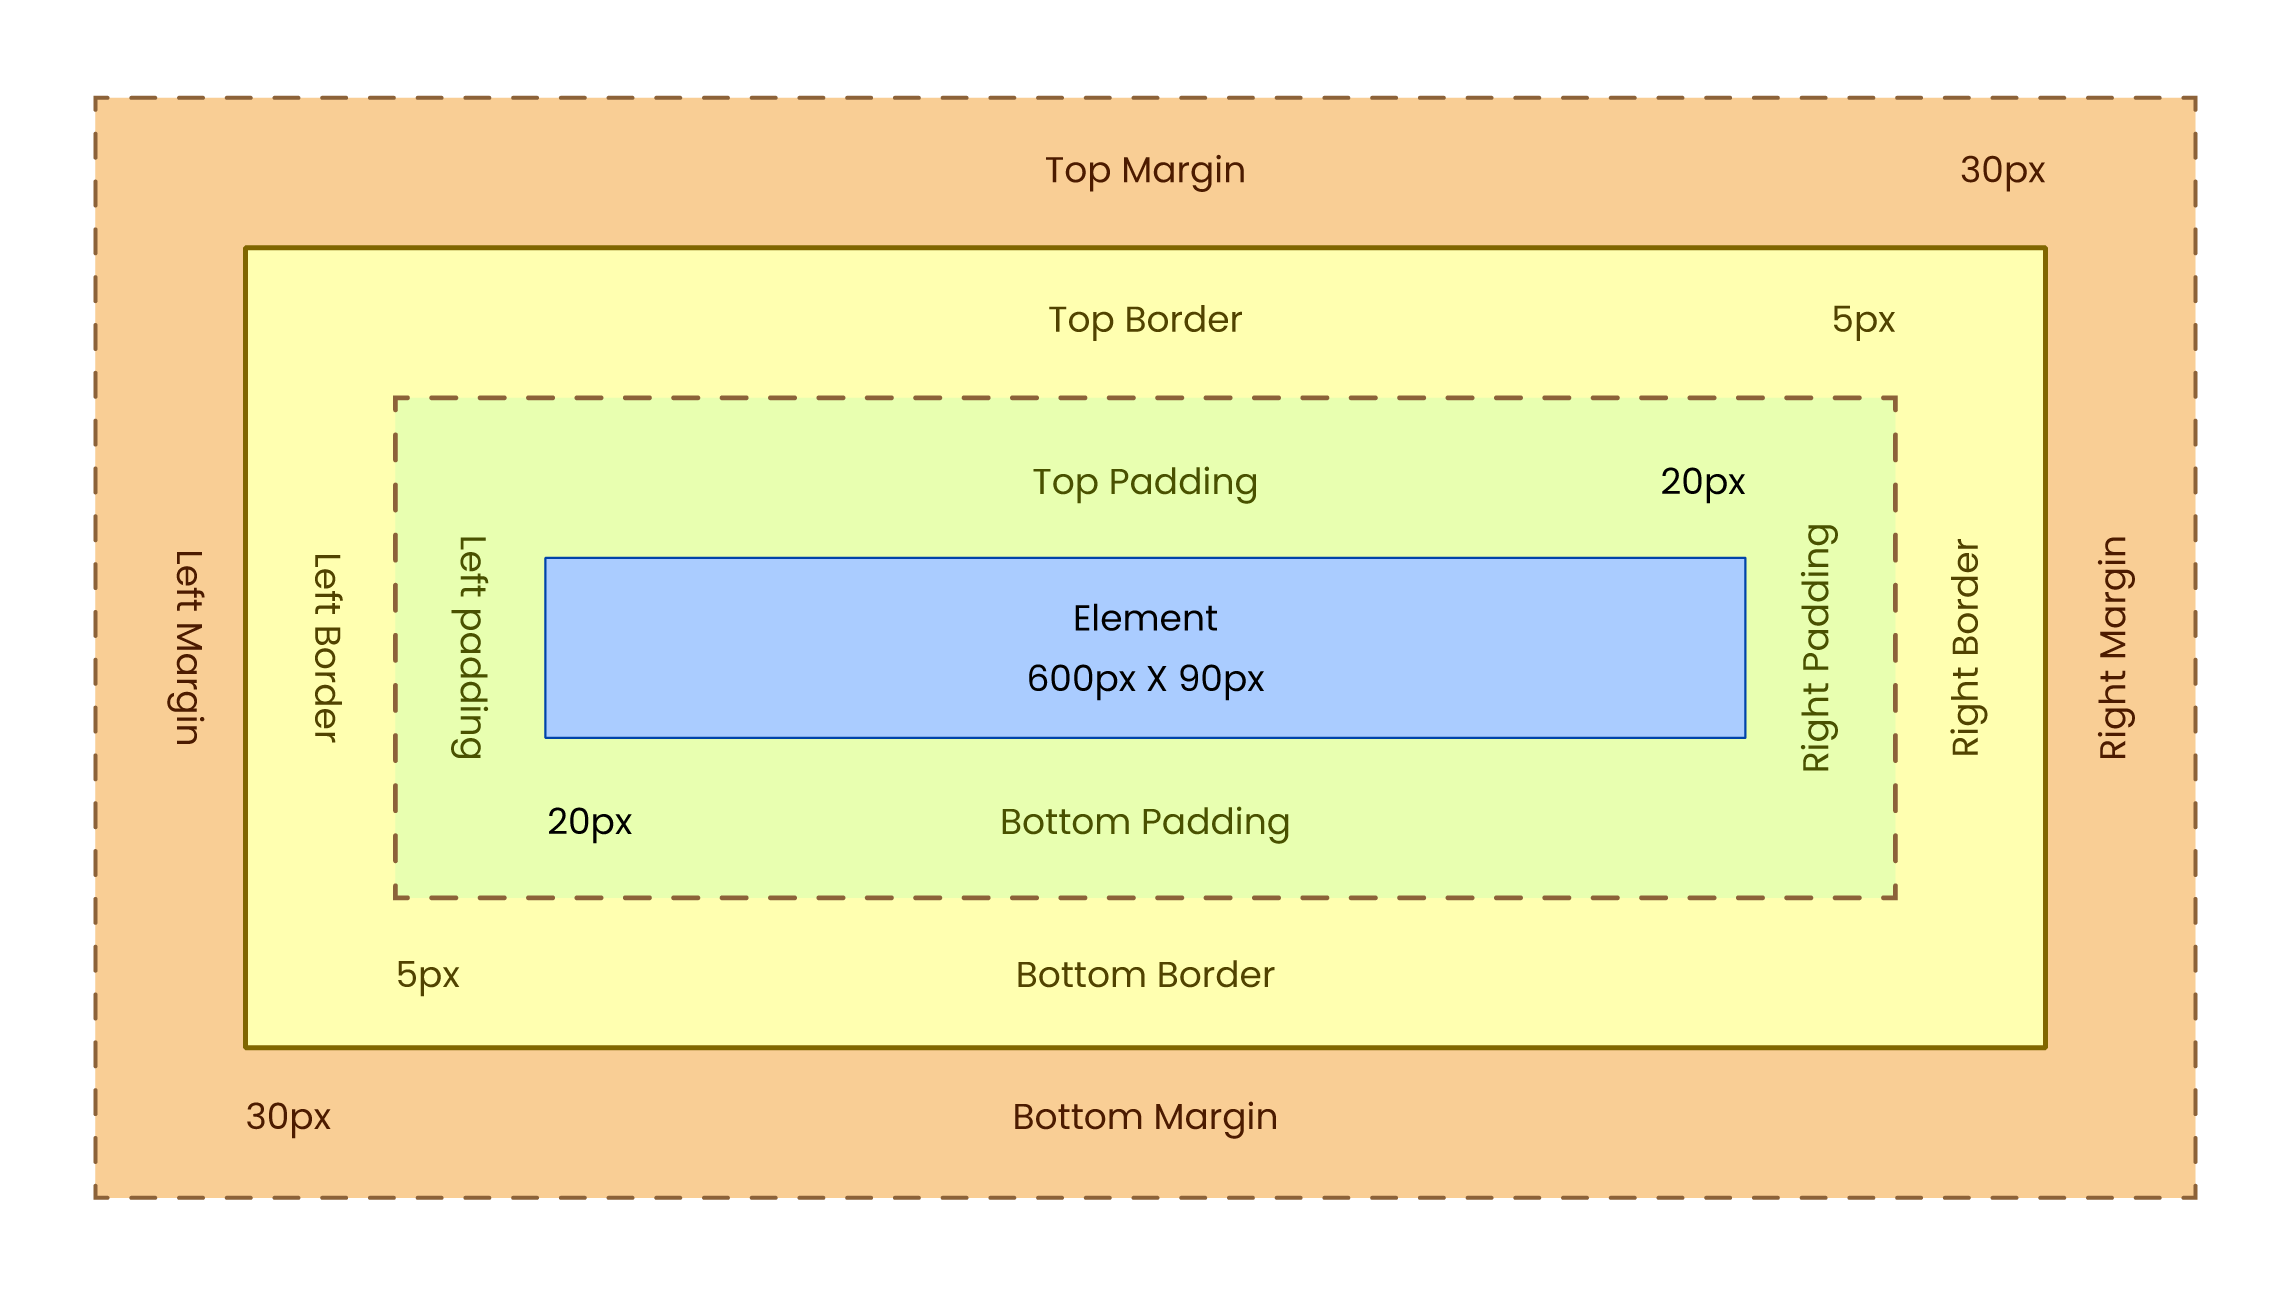 Top Margin
30px
Top Border
5px
Top Padding
20px
Left Margin
Left Border
Left padding
Element
600px X 90px
Right Padding
Right Border
Right Margin
20px
Bottom Padding
5px
Bottom Border
30px
Bottom Margin